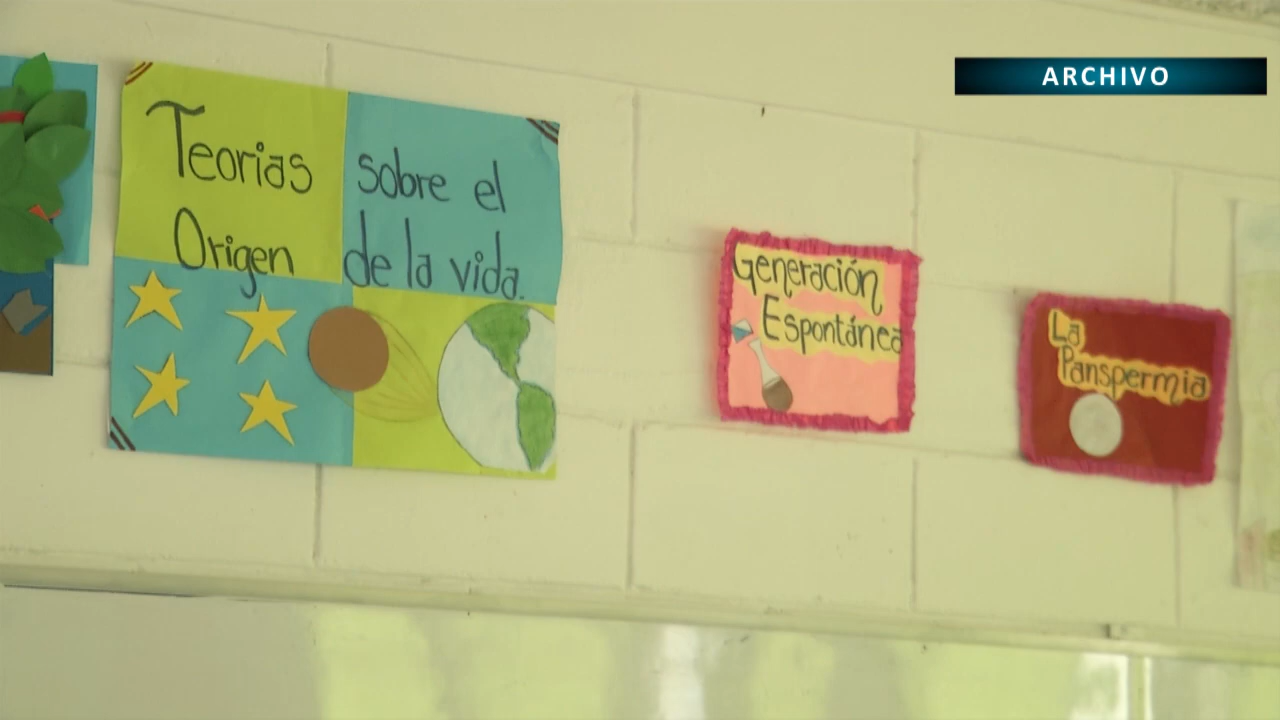 ARCHIVO
Teorias sobre el
Origen de la vida.
Generación
Espontánea
La
Panspermia